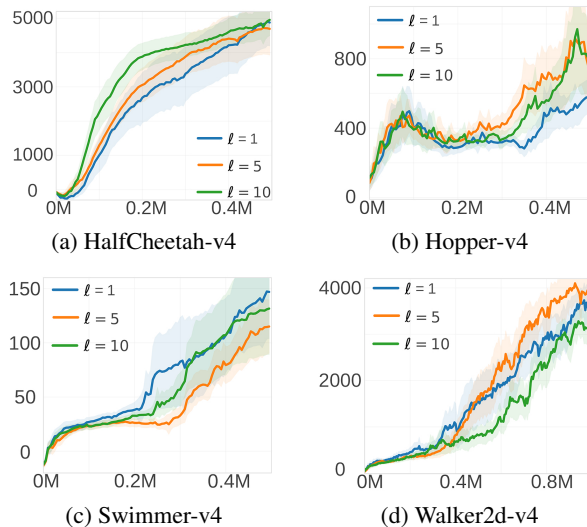 5000
3000
1000
0
0M
0.2M
0.4M
ℓ = 1
ℓ = 5
ℓ = 10
(a) HalfCheetah-v4
800
400
0
0M
0.2M
0.4M
ℓ = 1
ℓ = 5
ℓ = 10
(b) Hopper-v4
150
100
50
0
0M
0.2M
0.4M
ℓ = 1
ℓ = 5
ℓ = 10
(c) Swimmer-v4
4000
2000
0
0M
0.4M
0.8M
ℓ = 1
ℓ = 5
ℓ = 10
(d) Walker2d-v4